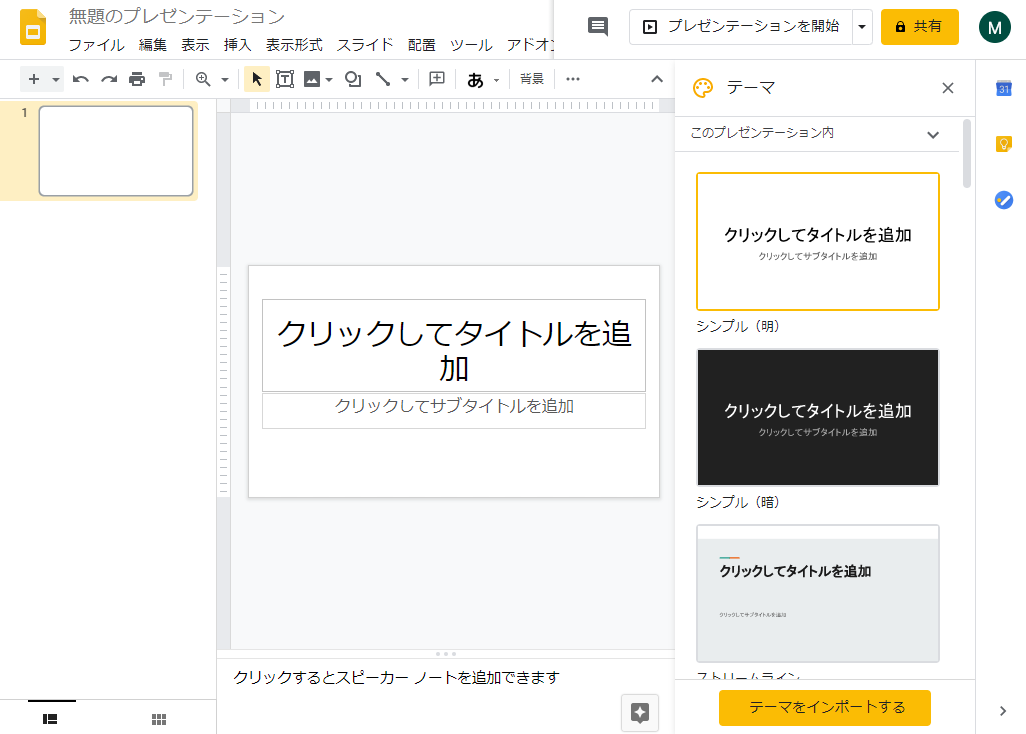 無題のプレゼンテーション
ファイル 編集 表示 挿入 表示形式 スライド 配置 ツール アドオン
プレゼンテーションを開始
共有
M
あ
背景
テーマ
31
このプレゼンテーション内
1
クリックしてタイトルを追
加
クリックしてサブタイトルを追加
クリックしてタイトルを追加
クリックしてサブタイトルを追加
シンプル（明）
クリックしてタイトルを追加
クリックしてサブタイトルを追加
シンプル（暗）
クリックしてタイトルを追加
クリックしてサブタイトルを追加
ストリームライン
クリックするとスピーカー ノートを追加できます
テーマをインポートする